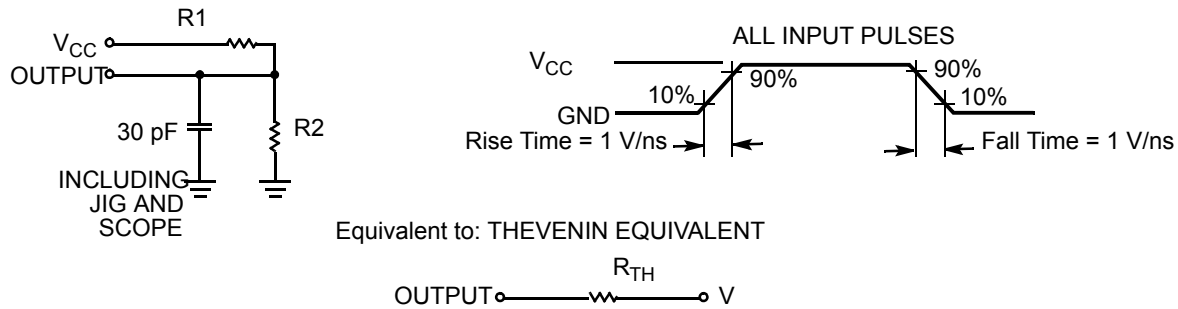 R1
VCC
OUTPUT
30 pF
R2
INCLUDING
JIG AND
SCOPE
ALL INPUT PULSES
VCC
GND
10%
90%
90%
10%
Rise Time = 1 V/ns
Fall Time = 1 V/ns
Equivalent to: THEVENIN EQUIVALENT
RTH
OUTPUT
V